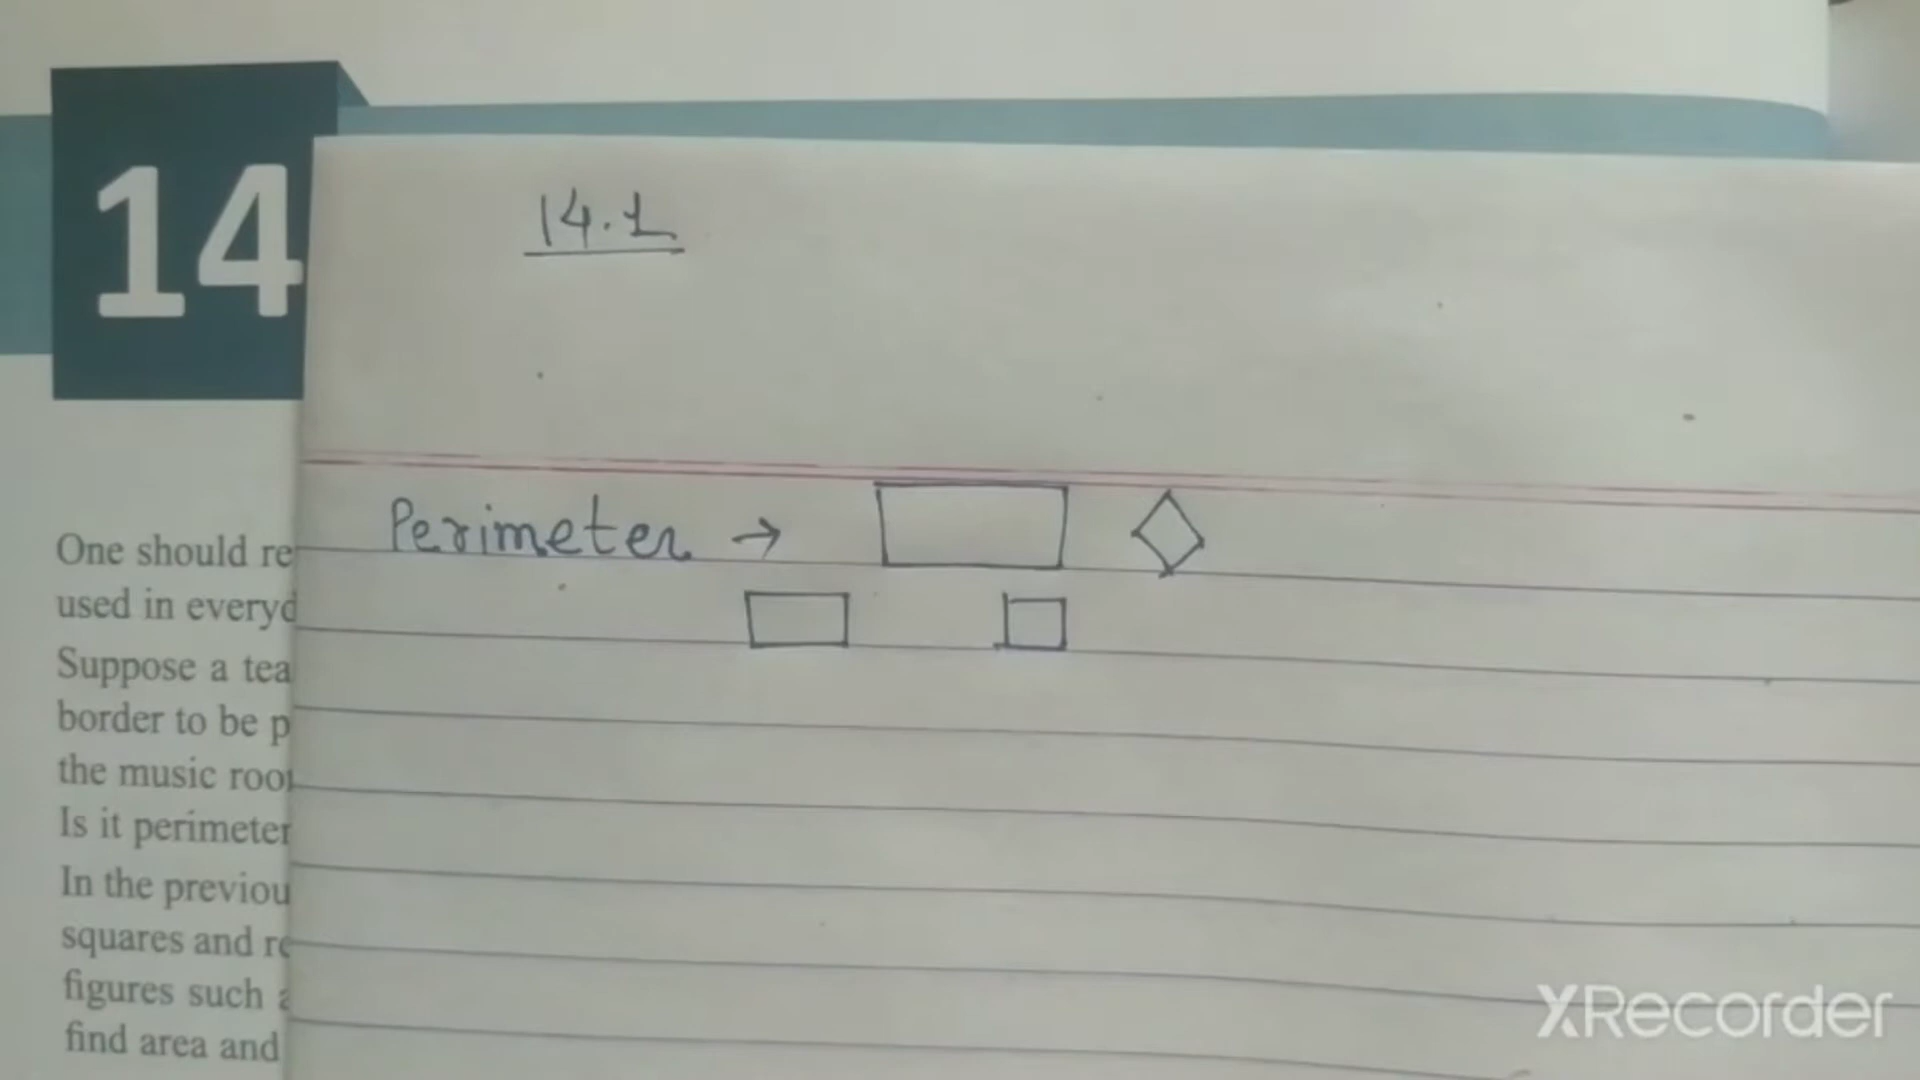 14
14.1
Perimeter →
One should re
used in everyd
Suppose a tea
border to be p
the music roo
Is it perimeter
In the previou
squares and re
figures such a
find area and
XRecorder